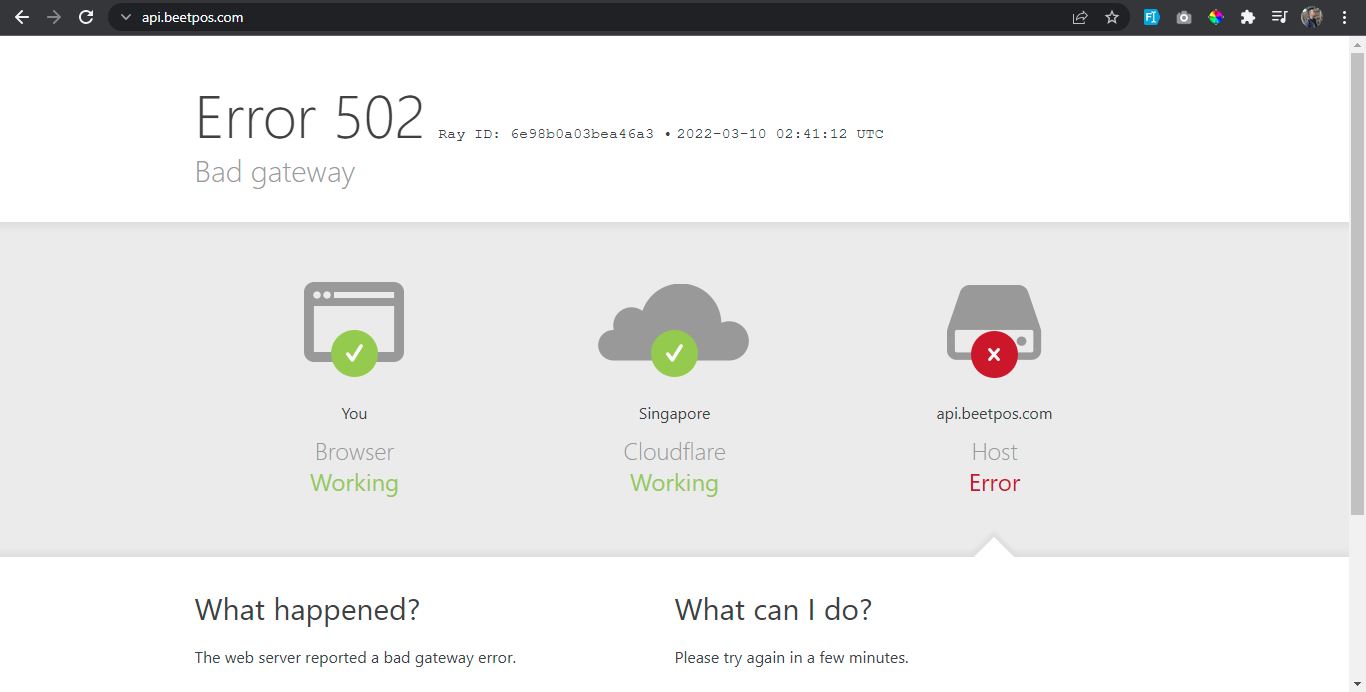 api.beetpos.com
Error 502 Ray ID: 6e98b0a03bea46a3 • 2022-03-10 02:41:12 UTC
Bad gateway
You
Browser
Working
Singapore
Cloudflare
Working
api.beetpos.com
Host
Error
What happened?
The web server reported a bad gateway error.
What can I do?
Please try again in a few minutes.